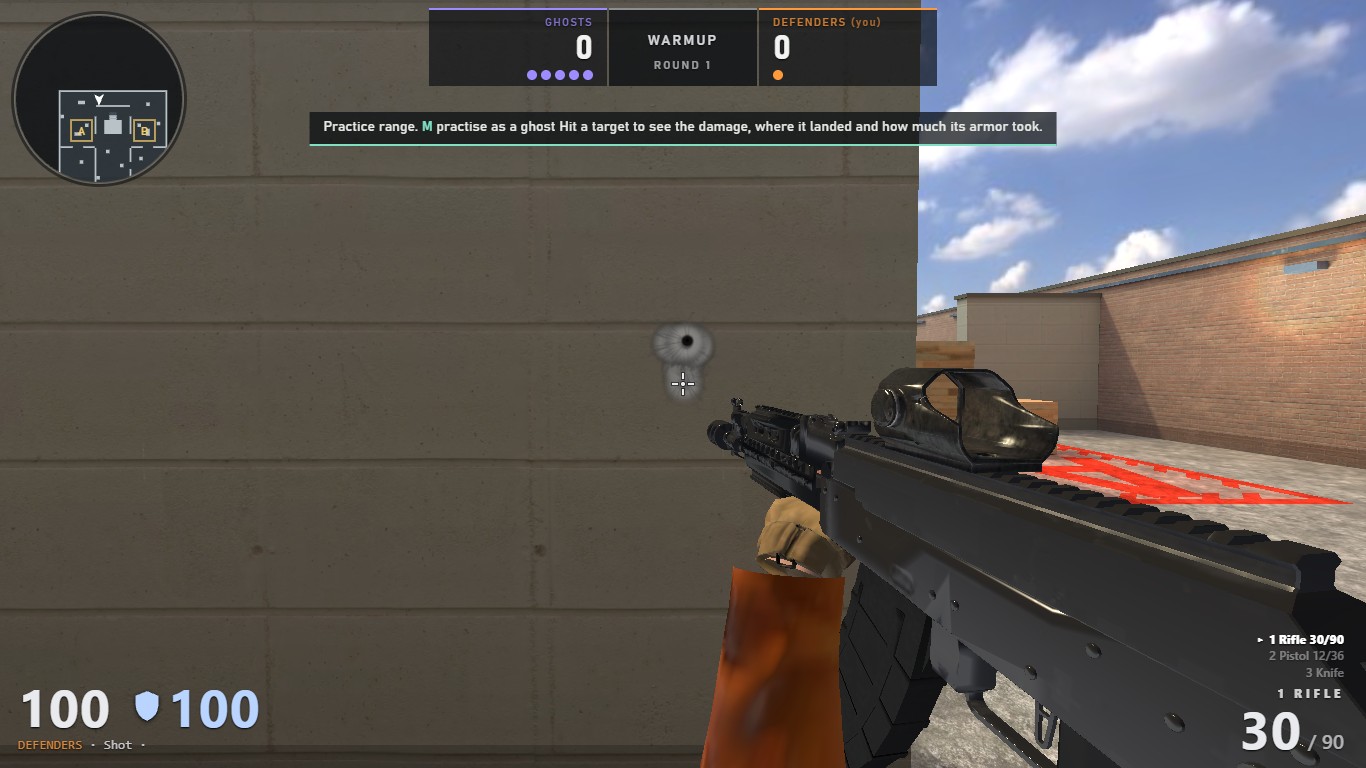 GHOSTS
0
WARMUP
ROUND 1
DEFENDERS (you)
0
A
B
Practice range. M practise as a ghost Hit a target to see the damage, where it landed and how much its armor took.
▸ 1 Rifle 30/90
2 Pistol 12/36
3 Knife
1 RIFLE
30 / 90
100 100
DEFENDERS · Shot ·